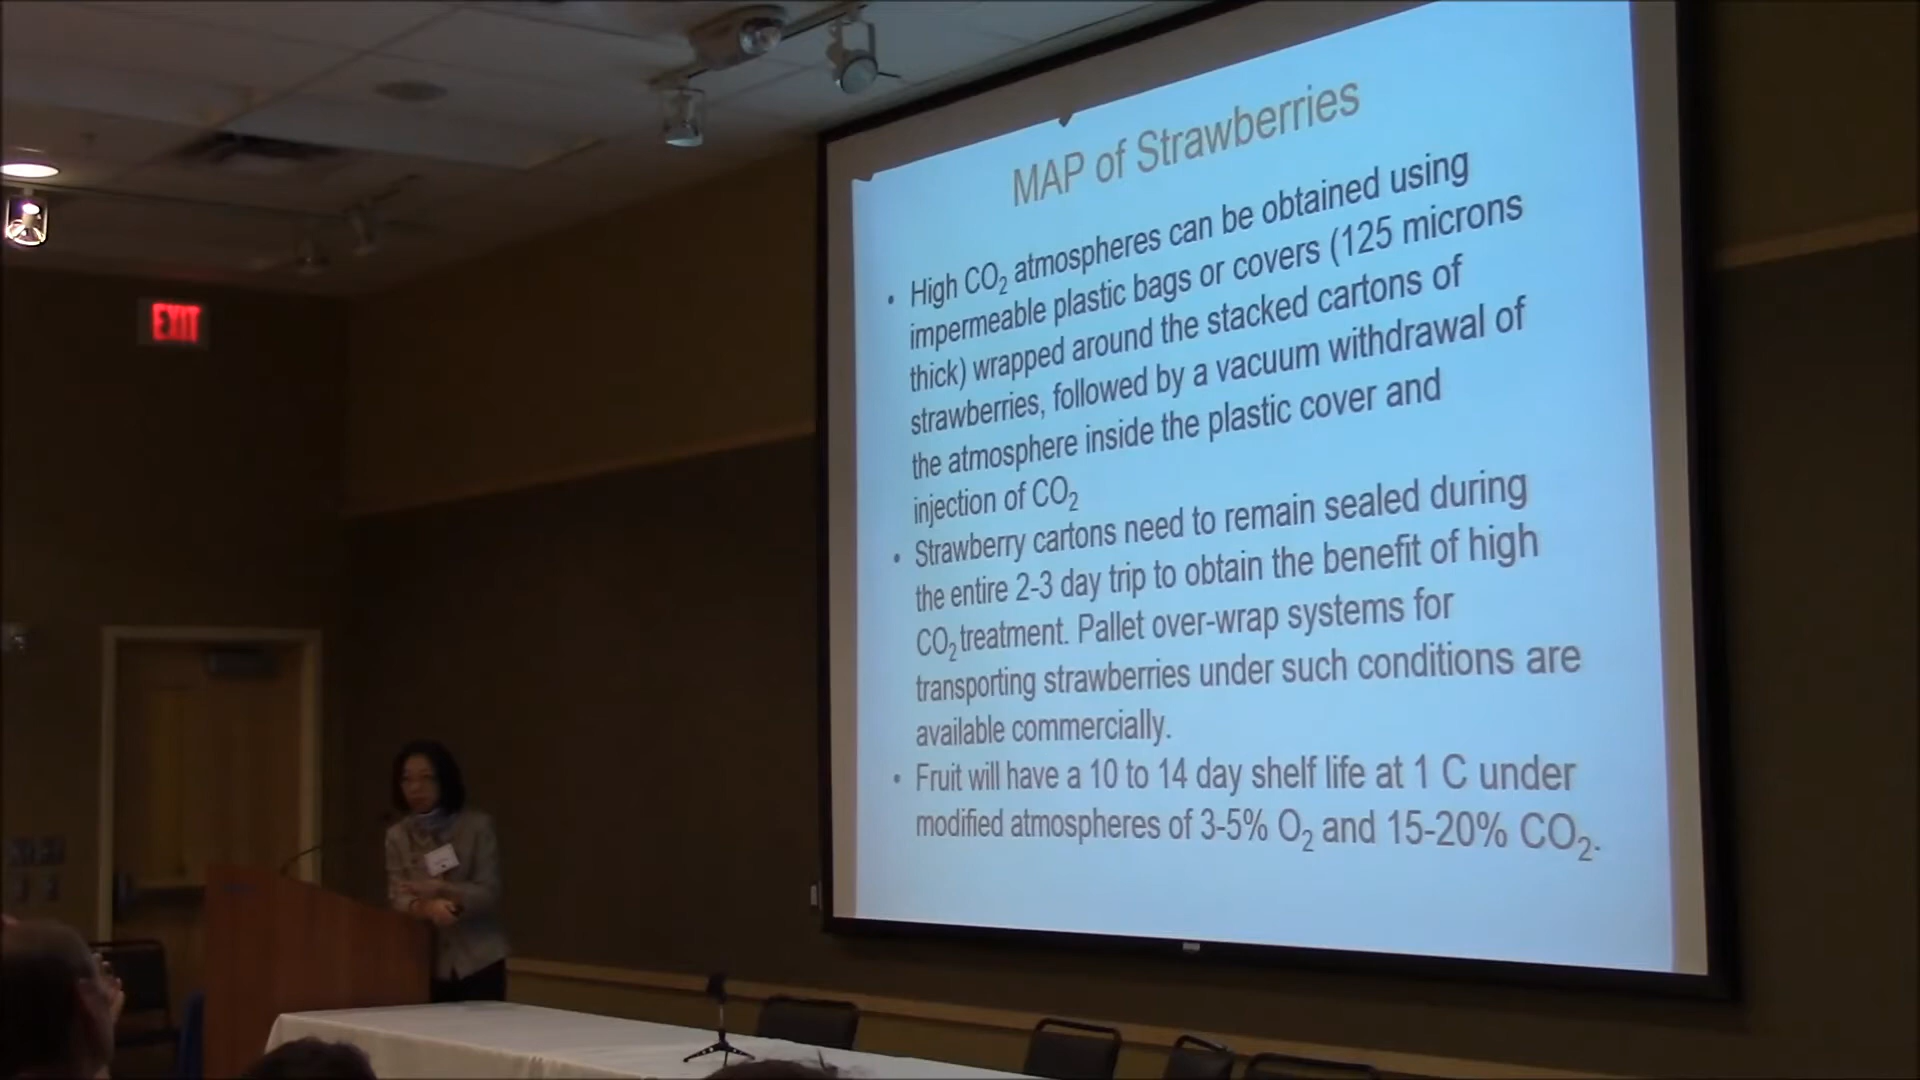 EXIT
MAP of Strawberries
• High CO₂ atmospheres can be obtained using
impermeable plastic bags or covers (125 microns
thick) wrapped around the stacked cartons of
strawberries, followed by a vacuum withdrawal of
the atmosphere inside the plastic cover and
injection of CO₂
• Strawberry cartons need to remain sealed during
the entire 2-3 day trip to obtain the benefit of high
CO₂ treatment. Pallet over-wrap systems for
transporting strawberries under such conditions are
available commercially.
• Fruit will have a 10 to 14 day shelf life at 1 C under
modified atmospheres of 3-5% O₂ and 15-20% CO₂.